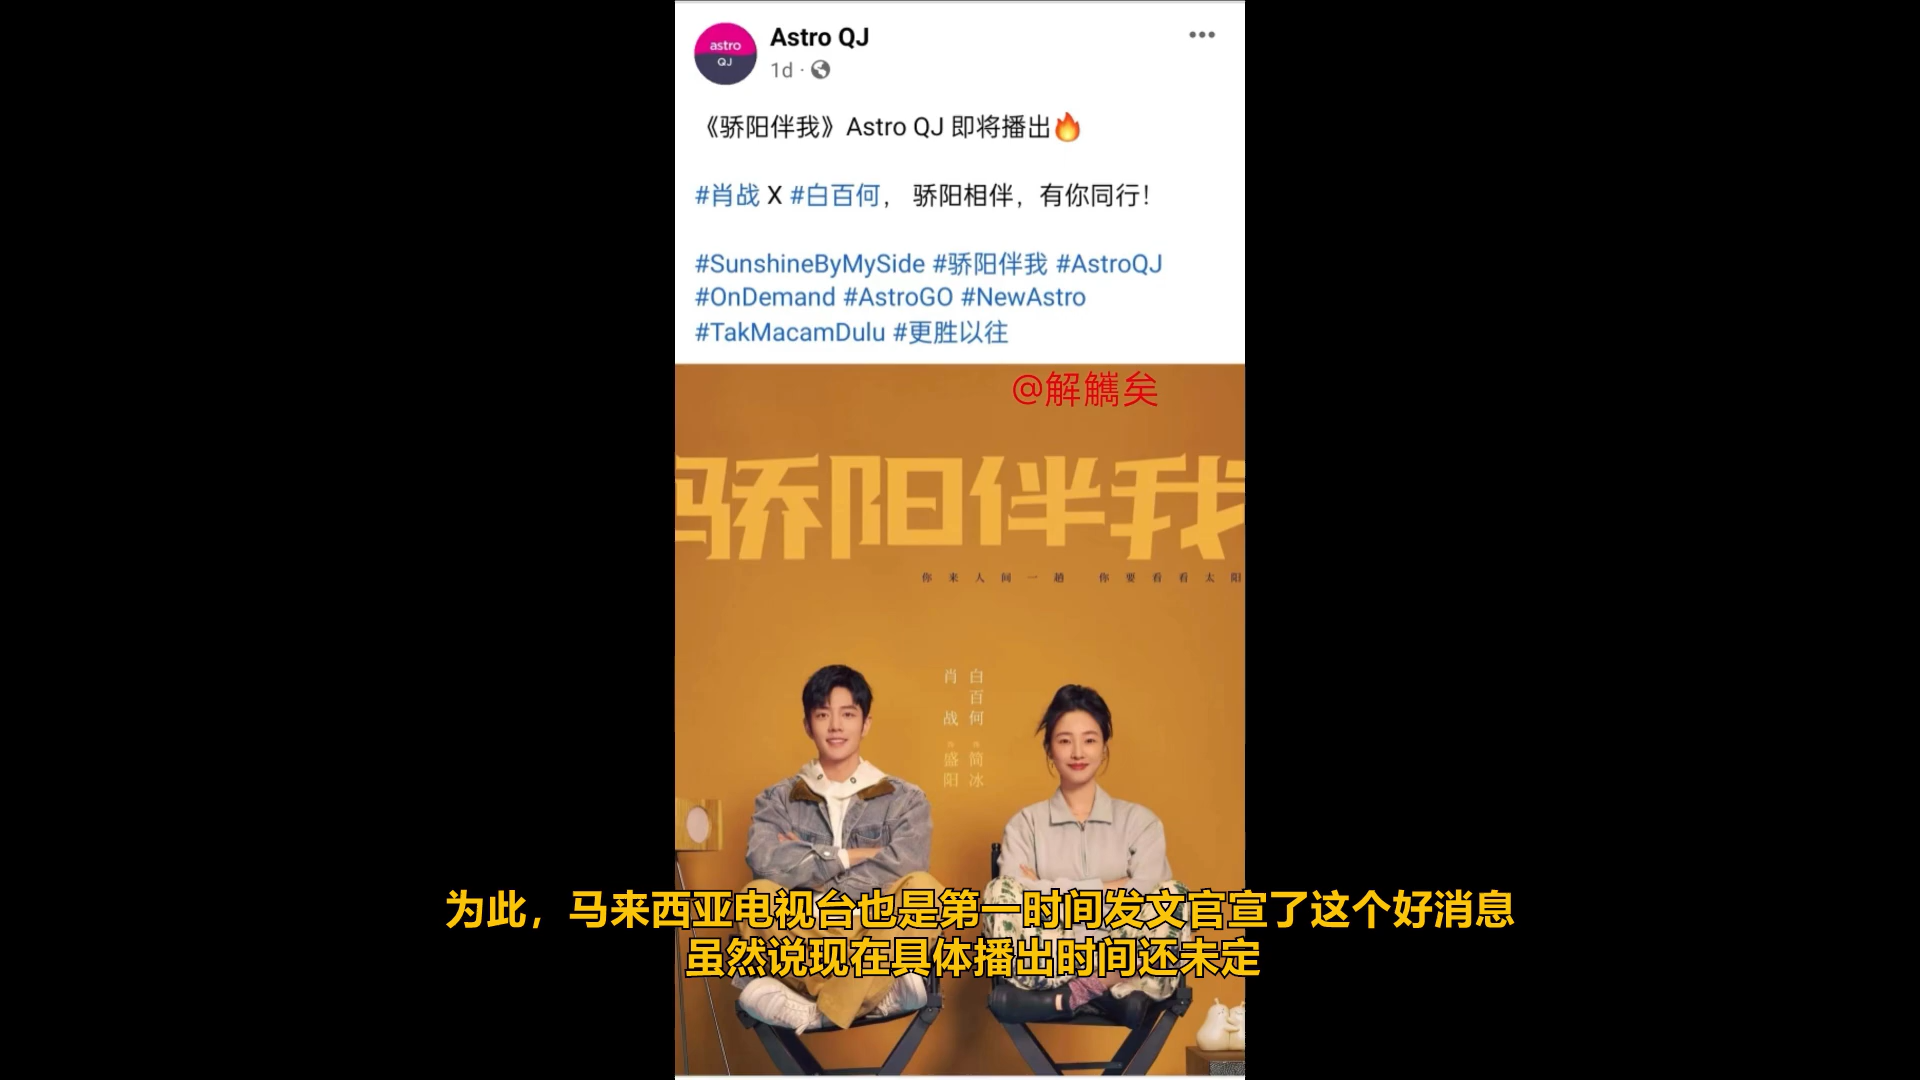 astro
QJ
Astro QJ
1d
《骄阳伴我》Astro QJ 即将播出🔥
#肖战 X #白百何， 骄阳相伴，有你同行！
#SunshineByMySide #骄阳伴我 #AstroQJ
#OnDemand #AstroGO #NewAstro
#TakMacamDulu #更胜以往
@解觹矣
骄阳伴我
你来人间一趟 你要看看太阳
肖战 饰 盛阳
白百何 饰 简冰
为此，马来西亚电视台也是第一时间发文官宣了这个好消息
虽然说现在具体播出时间还未定